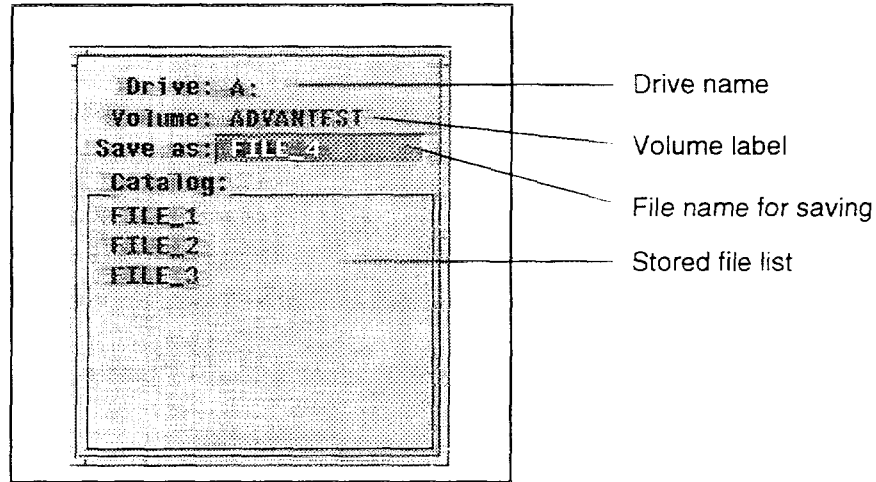 Drive: A:
Volume: ADVANTEST
Save as: FILE_4
Catalog:
FILE_1
FILE_2
FILE_3
Drive name
Volume label
File name for saving
Stored file list